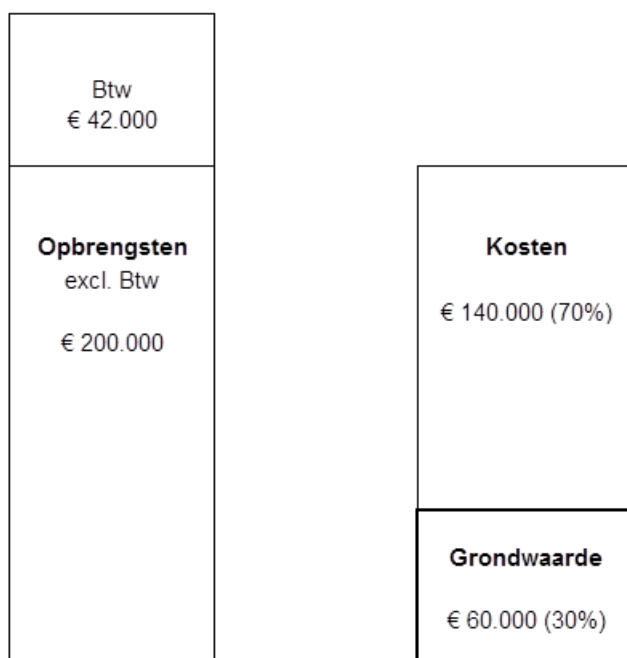 Btw
€ 42.000
Opbrengsten
excl. Btw
€ 200.000
Kosten
€ 140.000 (70%)
Grondwaarde
€ 60.000 (30%)